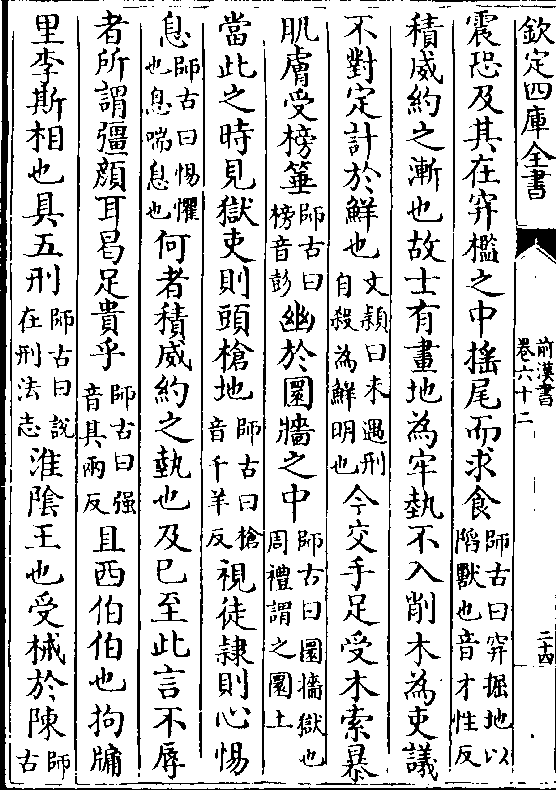 欽定四庫全書
前漢書
卷六十二
二十四
震恐及其在穽檻之中搖尾而求食師古曰穽掘地以陷獸也音才性反
積威約之漸也故士有畫地為牢埶不入削木為吏議
不對定計於鮮也文穎曰未遇刑自殺為鮮明也今交手足受木索暴
肌膚受榜箠師古曰榜音彭幽於圜牆之中師古曰圜牆獄也周禮謂之圜土
當此之時見獄吏則頭槍地師古曰槍音千羊反視徒隸則心惕
息師古曰惕懼也息喘息也何者積威約之埶也及已至此言不辱
者所謂彊顔耳曷足貴乎師古曰强音其兩反且西伯伯也拘牖
里李斯相也具五刑師古曰說在刑法志淮陰王也受械於陳師古